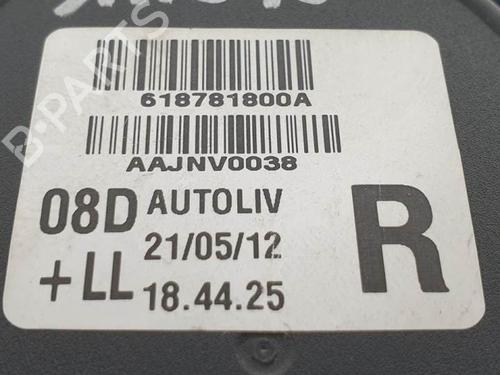 618781800A
AAJNV0038
08D AUTOLIV
21/05/12
+LL 18.44.25
R
B-PARTS